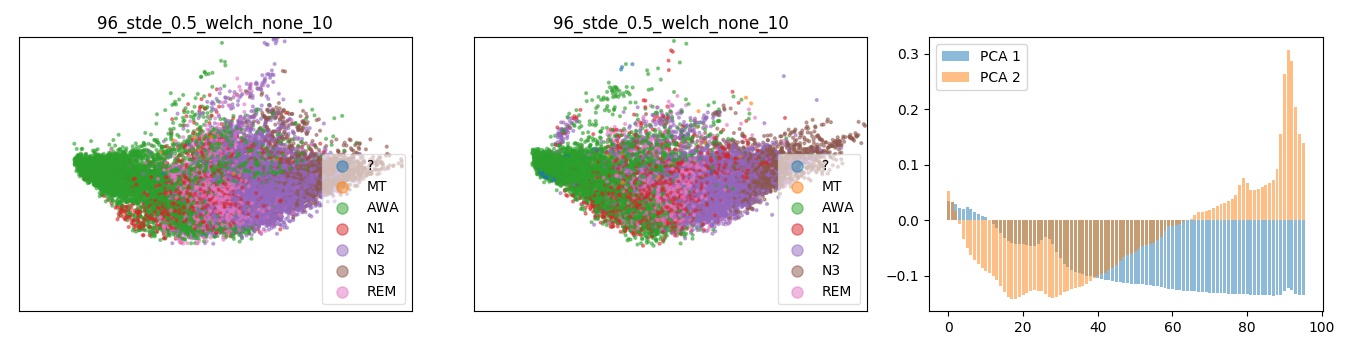 96_stde_0.5_welch_none_10
?
MT
AWA
N1
N2
N3
REM
96_stde_0.5_welch_none_10
?
MT
AWA
N1
N2
N3
REM
PCA 1
PCA 2
0.3
0.2
0.1
0.0
−0.1
0 20 40 60 80 100